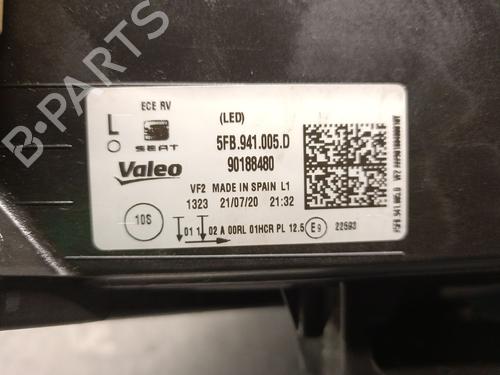 ECE RV
(LED)
L
O SEAT
5FB.941.005.D
Valeo
90188480
VF2 MADE IN SPAIN L1
1323 21/07/20 21:32
10S
01 1 02 A 00RL 01HCR PL 12.5 E9 22593
B-PARTS